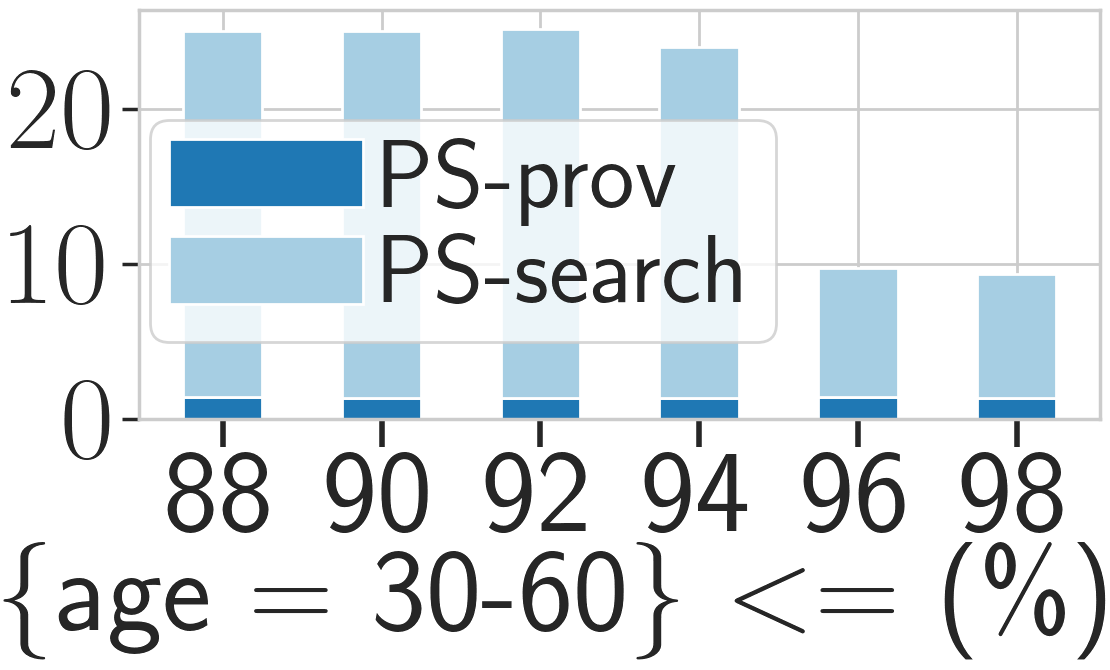 20
10
0
PS-prov
PS-search
88 90 92 94 96 98
{age = 30-60} <= (%)